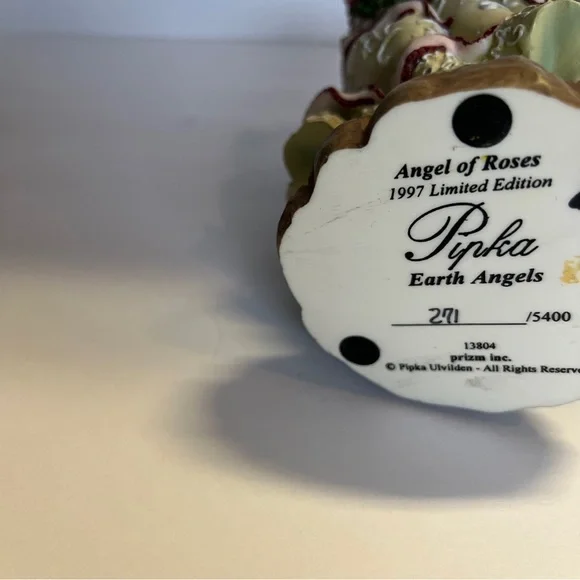 Angel of Roses
1997 Limited Edition
Pipka
Earth Angels
271/5400
13804
prizm inc.
© Pipka Ulvilden - All Rights Reserve